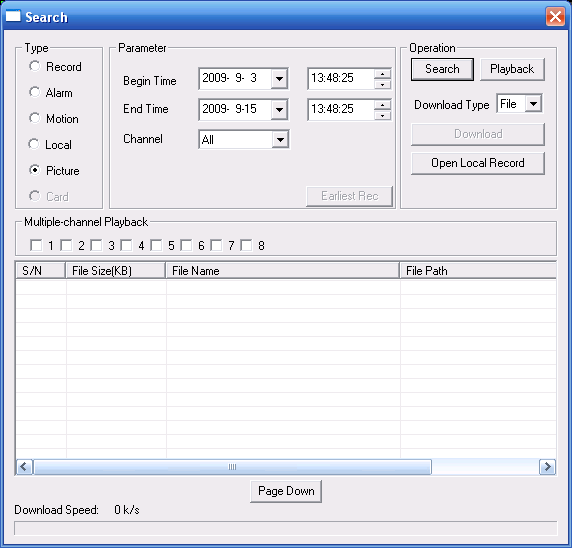 Search
Type
Record
Alarm
Motion
Local
Picture
Card
Parameter
Begin Time 2009- 9- 3 13:48:25
End Time 2009- 9-15 13:48:25
Channel All
Earliest Rec
Operation
Search Playback
Download Type File
Download
Open Local Record
Multiple-channel Playback
1 2 3 4 5 6 7 8
S/N File Size(KB) File Name File Path
Page Down
Download Speed: 0 k/s